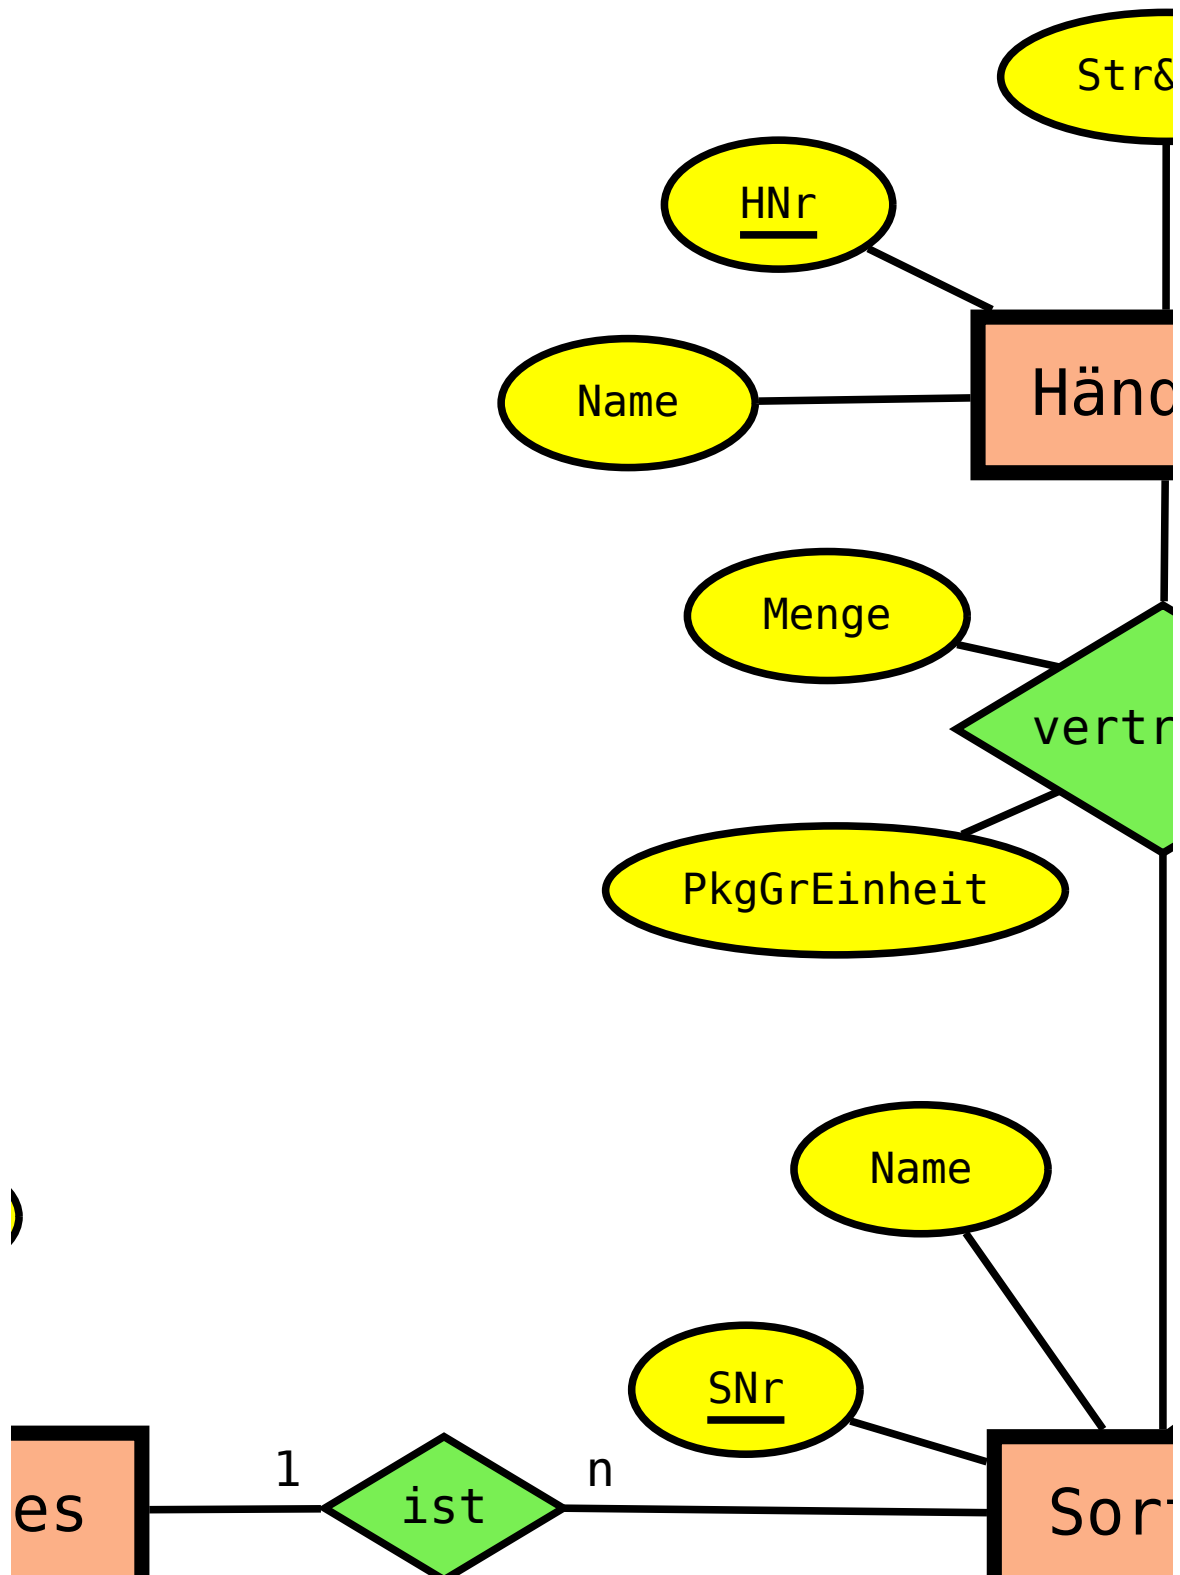 Str&
HNr
Name
Händ
Menge
vertr
PkgGrEinheit
Name
SNr
1
n
es
ist
Sort